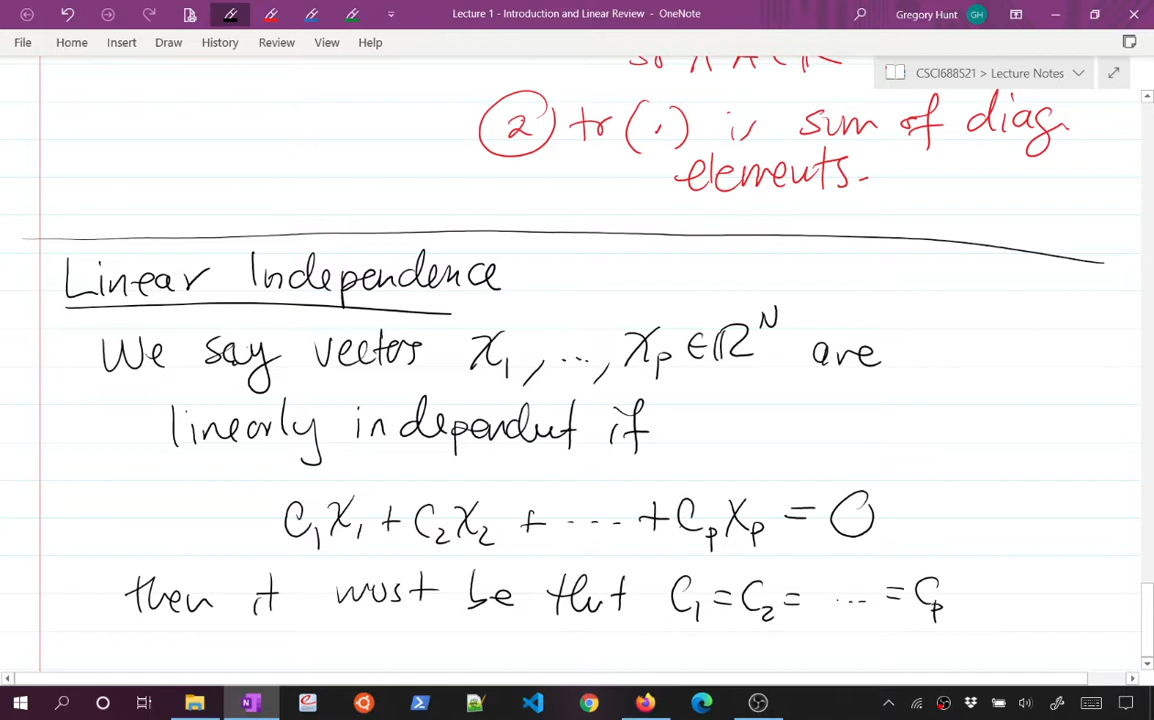 Lecture 1 - Introduction and Linear Review - OneNote
Gregory Hunt GH
File Home Insert Draw History Review View Help
CSCI688S21 > Lecture Notes
② tr(·) is sum of diag
elements.
Linear Independence
We say vectors x₁, ..., xₚ ∈ ℝᴺ are
linearly independent if
C₁x₁ + C₂x₂ + ... + Cₚxₚ = 0
then it must be that C₁ = C₂ = ... = Cₚ